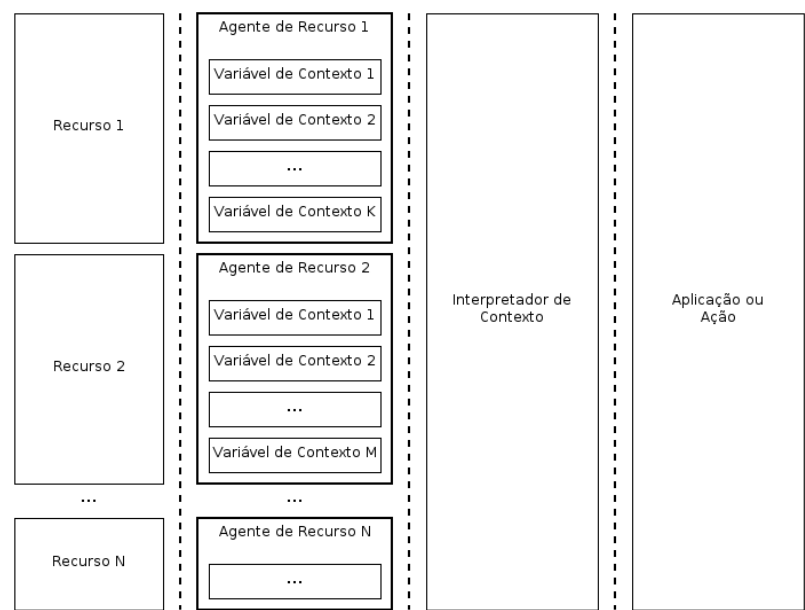 Recurso 1
Agente de Recurso 1
Variável de Contexto 1
Variável de Contexto 2
...
Variável de Contexto K
Recurso 2
Agente de Recurso 2
Variável de Contexto 1
Variável de Contexto 2
...
Variável de Contexto M
...
...
Recurso N
Agente de Recurso N
...
Interpretador de
Contexto
Aplicação ou
Ação